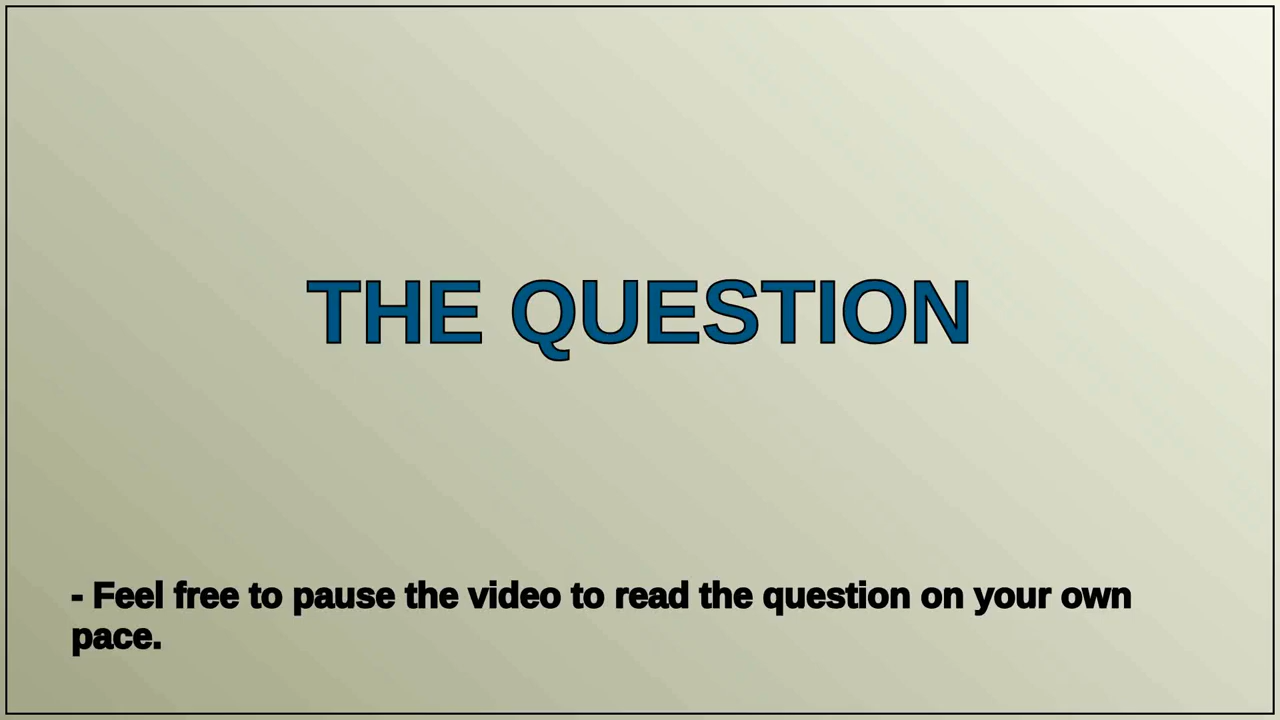 THE QUESTION
- Feel free to pause the video to read the question on your own
pace.